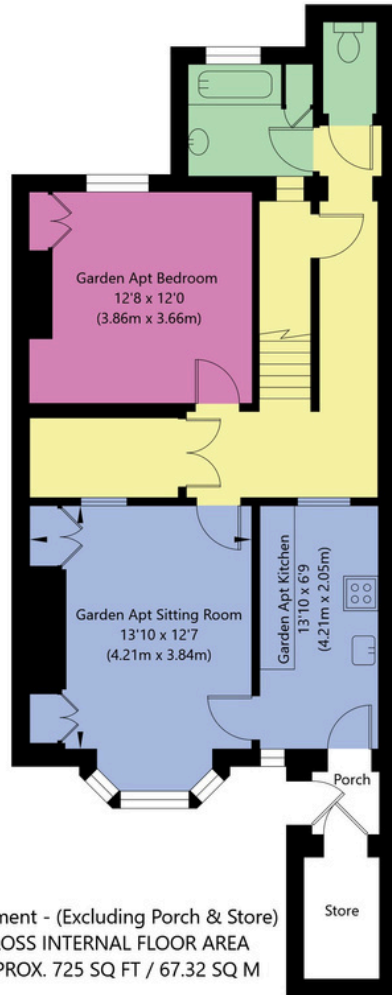 Garden Apt Bedroom
12'8 x 12'0
(3.86m x 3.66m)
Garden Apt Sitting Room
13'10 x 12'7
(4.21m x 3.84m)
Garden Apt Kitchen
13'10 x 6'9
(4.21m x 2.05m)
Porch
Store
ment - (Excluding Porch & Store)
OSS INTERNAL FLOOR AREA
PROX. 725 SQ FT / 67.32 SQ M